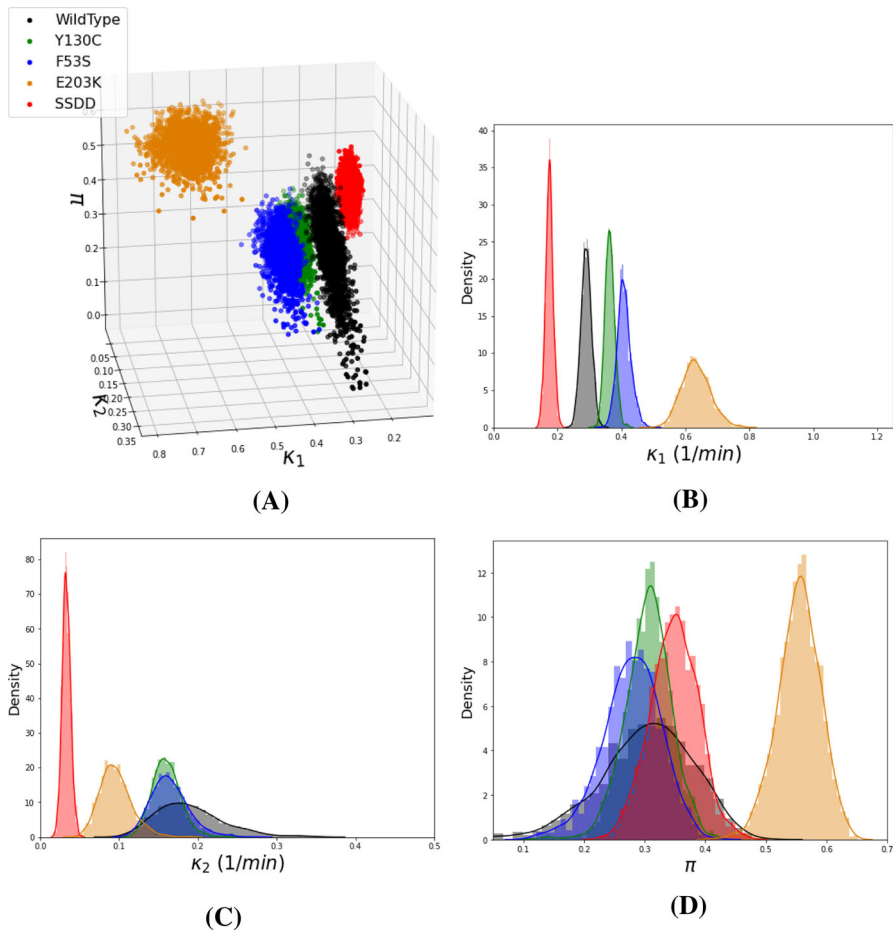 WildType
Y130C
F53S
E203K
SSDD
0.5
0.4
0.3
0.2
0.1
0.0
π
0.05
0.10
0.15
0.20
0.25
0.30
0.35
κ2
0.8 0.7 0.6 0.5 0.4 0.3 0.2
κ1
(A)
40
35
30
25
20
15
10
5
0
Density
0.0 0.2 0.4 0.6 0.8 1.0 1.2
κ1 (1/min)
(B)
80
70
60
50
40
30
20
10
0
Density
0.0 0.1 0.2 0.3 0.4 0.5
κ2 (1/min)
(C)
12
10
8
6
4
2
0
Density
0.1 0.2 0.3 0.4 0.5 0.6 0.7
π
(D)